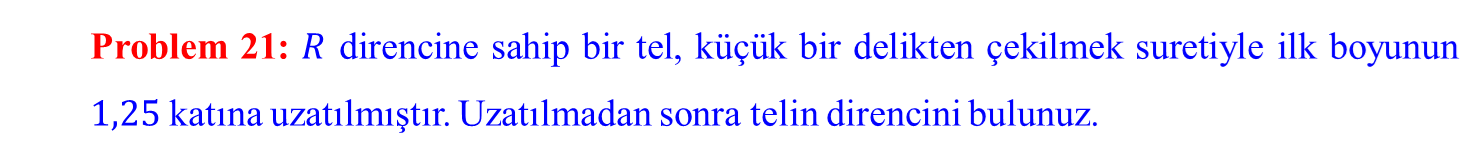 Problem 21: R direncine sahip bir tel, küçük bir delikten çekilmek suretiyle ilk boyunun
1,25 katına uzatılmıştır. Uzatılmadan sonra telin direncini bulunuz.